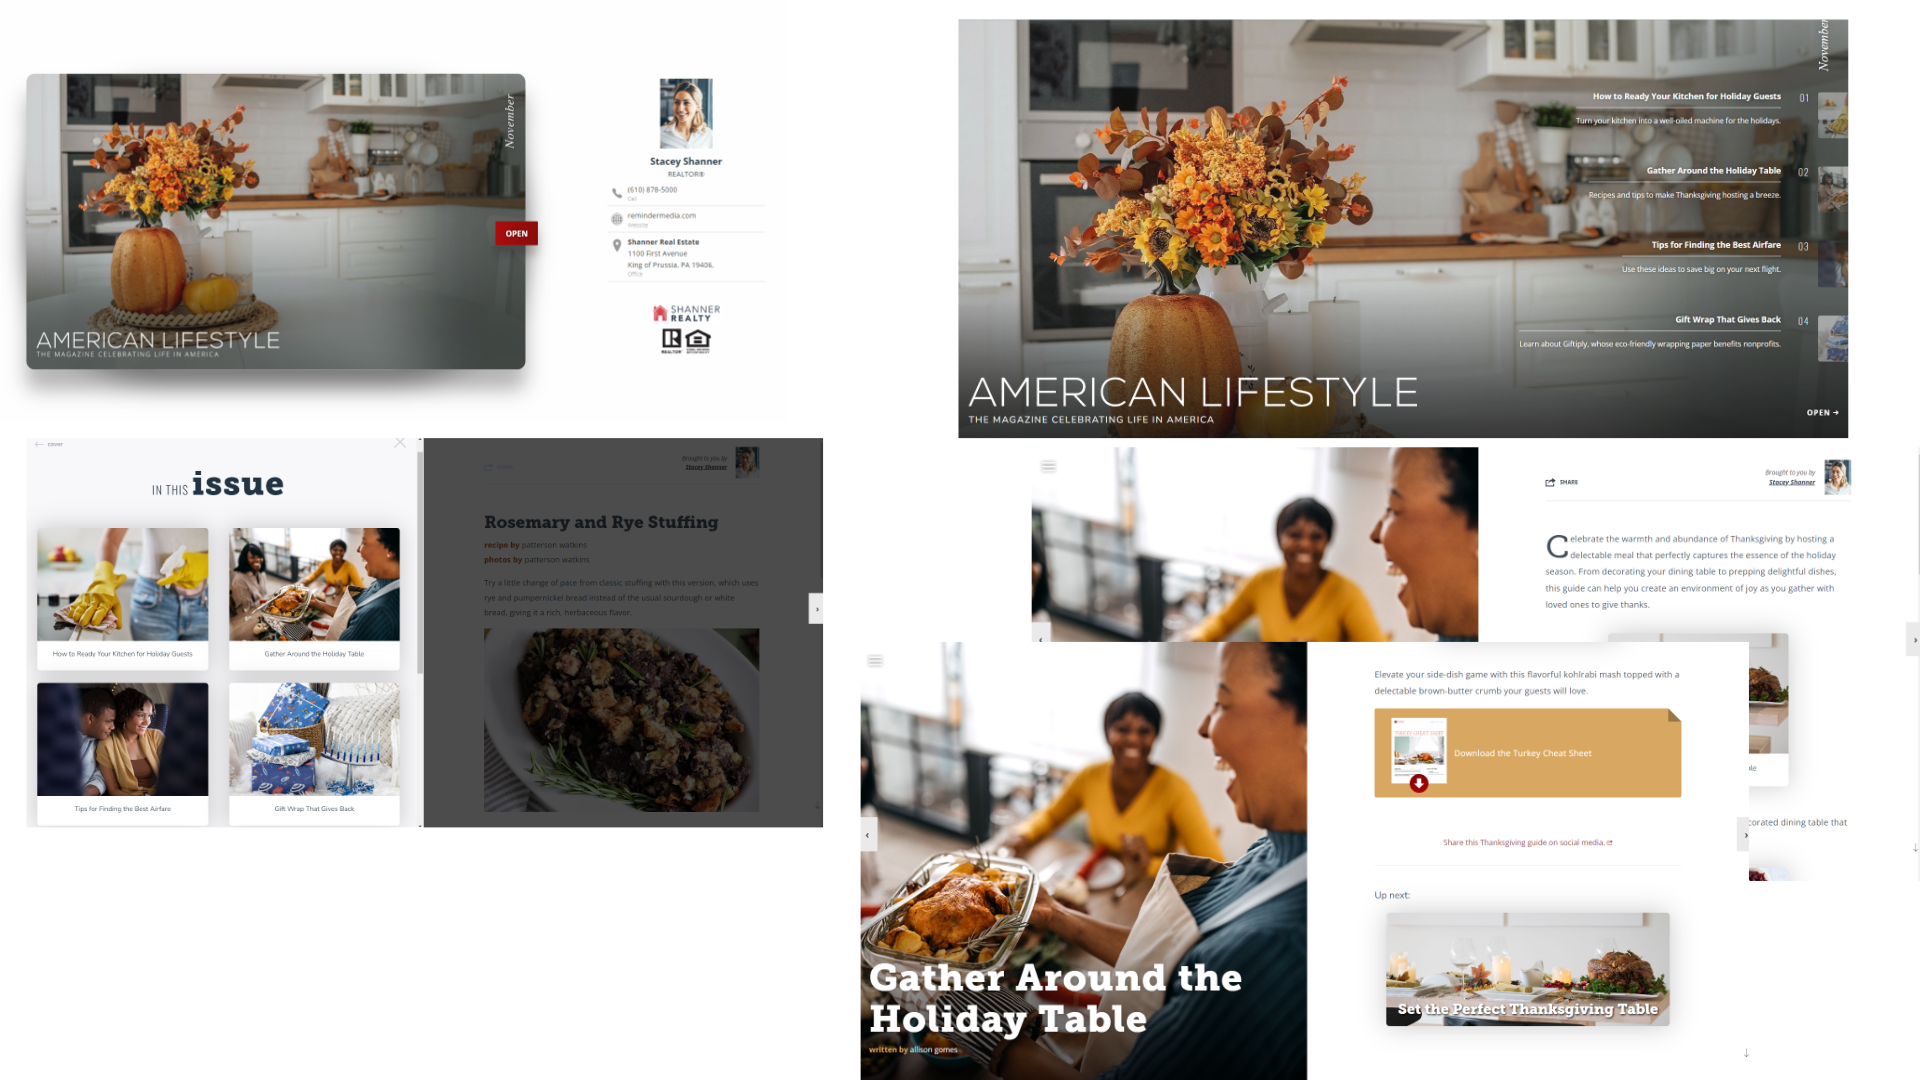 November
OPEN
AMERICAN LIFESTYLE
THE MAGAZINE CELEBRATING LIFE IN AMERICA
Stacey Shanner
REALTOR®
(610) 878-5000
Cell
remindermedia.com
Website
Shanner Real Estate
1100 First Avenue
King of Prussia, PA 19406,
Office
SHANNER
REALTY
REALTOR
November
How to Ready Your Kitchen for Holiday Guests
01
Turn your kitchen into a well-oiled machine for the holidays.
Gather Around the Holiday Table
02
Recipes and tips to make Thanksgiving hosting a breeze.
Tips for Finding the Best Airfare
03
Use these ideas to save big on your next flight.
Gift Wrap That Gives Back
04
Learn about Giftiply, whose eco-friendly wrapping paper benefits nonprofits.
AMERICAN LIFESTYLE
THE MAGAZINE CELEBRATING LIFE IN AMERICA
OPEN →
← cover
IN THIS issue
How to Ready Your Kitchen for Holiday Guests
Gather Around the Holiday Table
Tips for Finding the Best Airfare
Gift Wrap That Gives Back
SHARE
Brought to you by
Stacey Shanner
Rosemary and Rye Stuffing
recipe by patterson watkins
photos by patterson watkins
Try a little change of pace from classic stuffing with this version, which uses
rye and pumpernickel bread instead of the usual sourdough or white
bread, giving it a rich, herbaceous flavor.
SHARE
Brought to you by
Stacey Shanner
Celebrate the warmth and abundance of Thanksgiving by hosting a
delectable meal that perfectly captures the essence of the holiday
season. From decorating your dining table to prepping delightful dishes,
this guide can help you create an environment of joy as you gather with
loved ones to give thanks.
ble
corated dining table that
Gather Around the
Holiday Table
written by allison gomes
Elevate your side-dish game with this flavorful kohlrabi mash topped with a
delectable brown-butter crumb your guests will love.
TURKEY CHEAT SHEET
Download the Turkey Cheat Sheet
Share this Thanksgiving guide on social media.
Up next:
Set the Perfect Thanksgiving Table